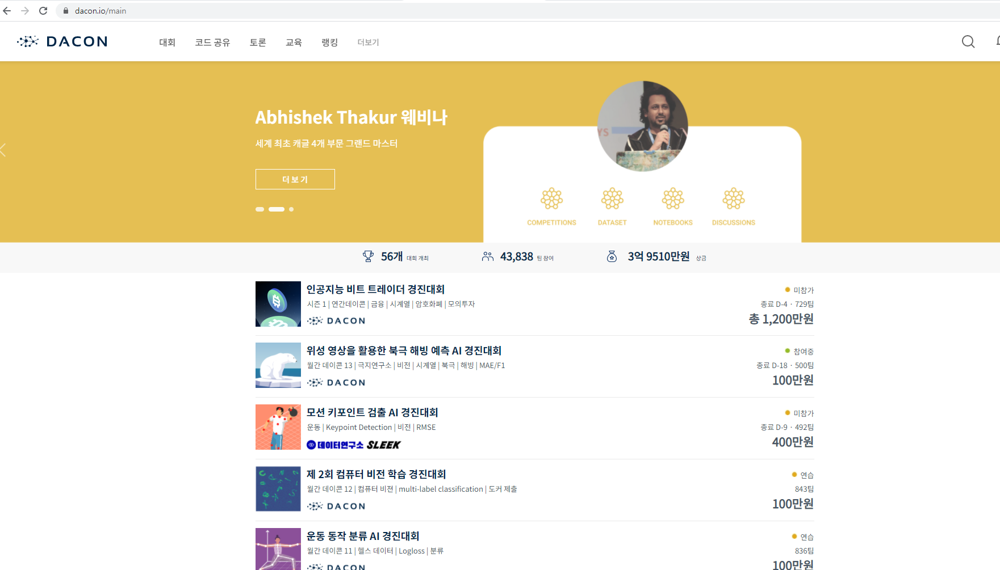 dacon.io/main
DACON
대회 코드 공유 토론 교육 랭킹 더보기
Abhishek Thakur 웨비나
세계 최초 캐글 4개 부문 그랜드 마스터
더 보 기
YS
COMPETITIONS DATASET NOTEBOOKS DISCUSSIONS
56개 대회 개최 43,838 팀 참여 3억 9510만원 상금
인공지능 비트 트레이더 경진대회
미참가
시즌 1 | 연간데이콘 | 금융 | 시계열 | 암호화폐 | 모의투자
종료 D-4 · 729팀
DACON
총 1,200만원
위성 영상을 활용한 북극 해빙 예측 AI 경진대회
참여중
월간 데이콘 13 | 극지연구소 | 비전 | 시계열 | 북극 | 해빙 | MAE/F1
종료 D-18 · 500팀
DACON
100만원
모션 키포인트 검출 AI 경진대회
미참가
운동 | Keypoint Detection | 비전 | RMSE
종료 D-9 · 492팀
데이터연구소 SLEEK
400만원
제 2회 컴퓨터 비전 학습 경진대회
연습
월간 데이콘 12 | 컴퓨터 비젼 | multi-label classification | 도커 제출
843팀
DACON
100만원
운동 동작 분류 AI 경진대회
연습
월간 데이콘 11 | 헬스 데이터 | Logloss | 분류
836팀
DACON
100만원